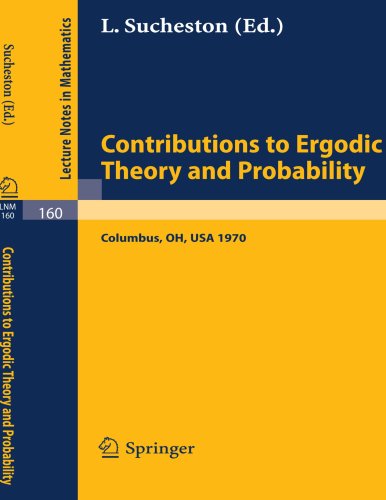 Sucheston (Ed.)
LNM
160
Contributions to Ergodic Theory and Probability
Lecture Notes in Mathematics
160
L. Sucheston (Ed.)
Contributions to Ergodic
Theory and Probability
Columbus, OH, USA 1970
Springer